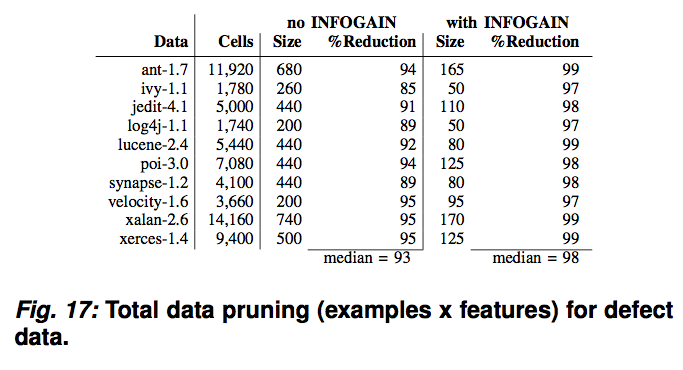 no INFOGAIN with INFOGAIN
Data Cells Size %Reduction Size %Reduction
ant-1.7 11,920 680 94 165 99
ivy-1.1 1,780 260 85 50 97
jedit-4.1 5,000 440 91 110 98
log4j-1.1 1,740 200 89 50 97
lucene-2.4 5,440 440 92 80 99
poi-3.0 7,080 440 94 125 98
synapse-1.2 4,100 440 89 80 98
velocity-1.6 3,660 200 95 95 97
xalan-2.6 14,160 740 95 170 99
xerces-1.4 9,400 500 95 125 99
median = 93 median = 98
Fig. 17: Total data pruning (examples x features) for defect
data.